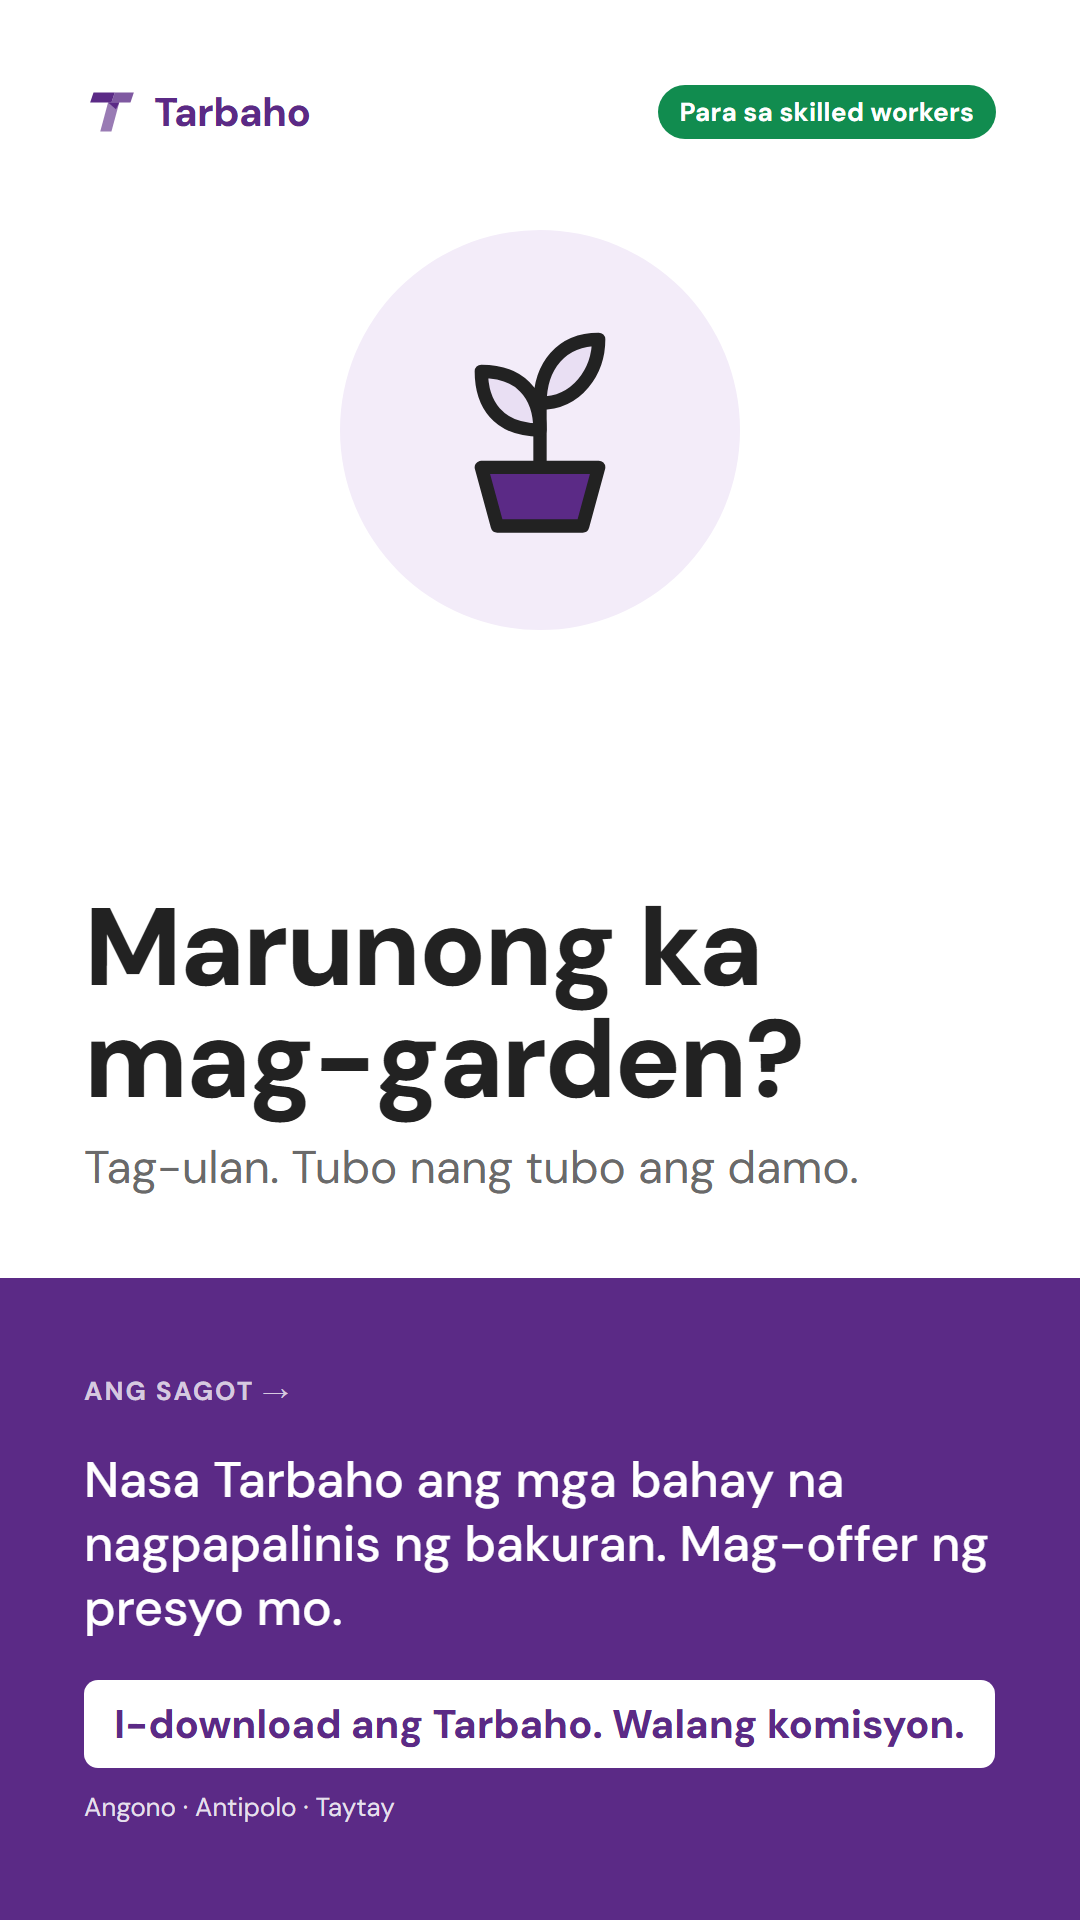 Tarbaho
Para sa skilled workers
Marunong ka
mag-garden?
Tag-ulan. Tubo nang tubo ang damo.
ANG SAGOT →
Nasa Tarbaho ang mga bahay na
nagpapalinis ng bakuran. Mag-offer ng
presyo mo.
I-download ang Tarbaho. Walang komisyon.
Angono · Antipolo · Taytay